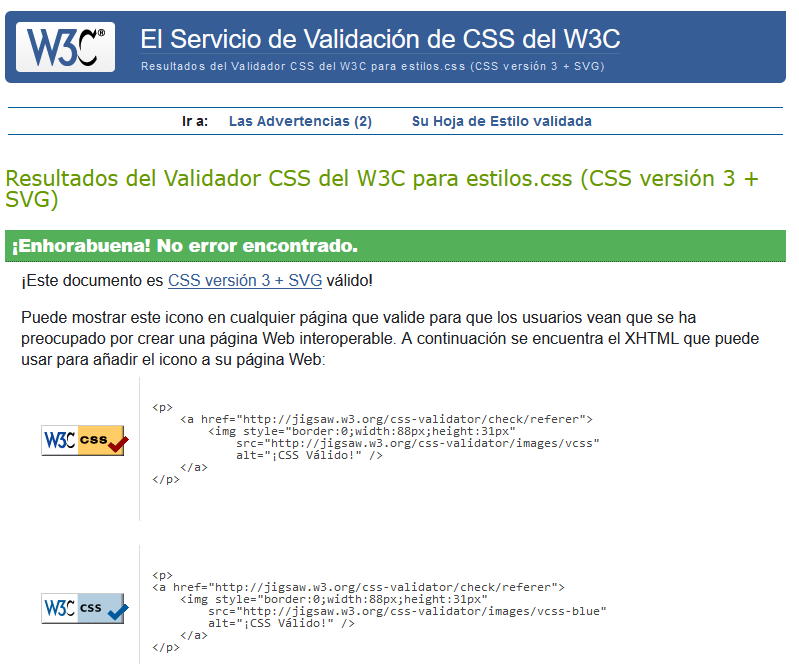 W3C®
El Servicio de Validación de CSS del W3C
Resultados del Validador CSS del W3C para estilos.css (CSS versión 3 + SVG)
Ir a: Las Advertencias (2) Su Hoja de Estilo validada
Resultados del Validador CSS del W3C para estilos.css (CSS versión 3 +
SVG)
¡Enhorabuena! No error encontrado.
¡Este documento es CSS versión 3 + SVG válido!
Puede mostrar este icono en cualquier página que valide para que los usuarios vean que se ha
preocupado por crear una página Web interoperable. A continuación se encuentra el XHTML que puede
usar para añadir el icono a su página Web:
W3C css
<p>
<a href="http://jigsaw.w3.org/css-validator/check/referer">
<img style="border:0;width:88px;height:31px"
src="http://jigsaw.w3.org/css-validator/images/vcss"
alt="¡CSS Válido!" />
</a>
</p>
W3C css
<p>
<a href="http://jigsaw.w3.org/css-validator/check/referer">
<img style="border:0;width:88px;height:31px"
src="http://jigsaw.w3.org/css-validator/images/vcss-blue"
alt="¡CSS Válido!" />
</a>
</p>